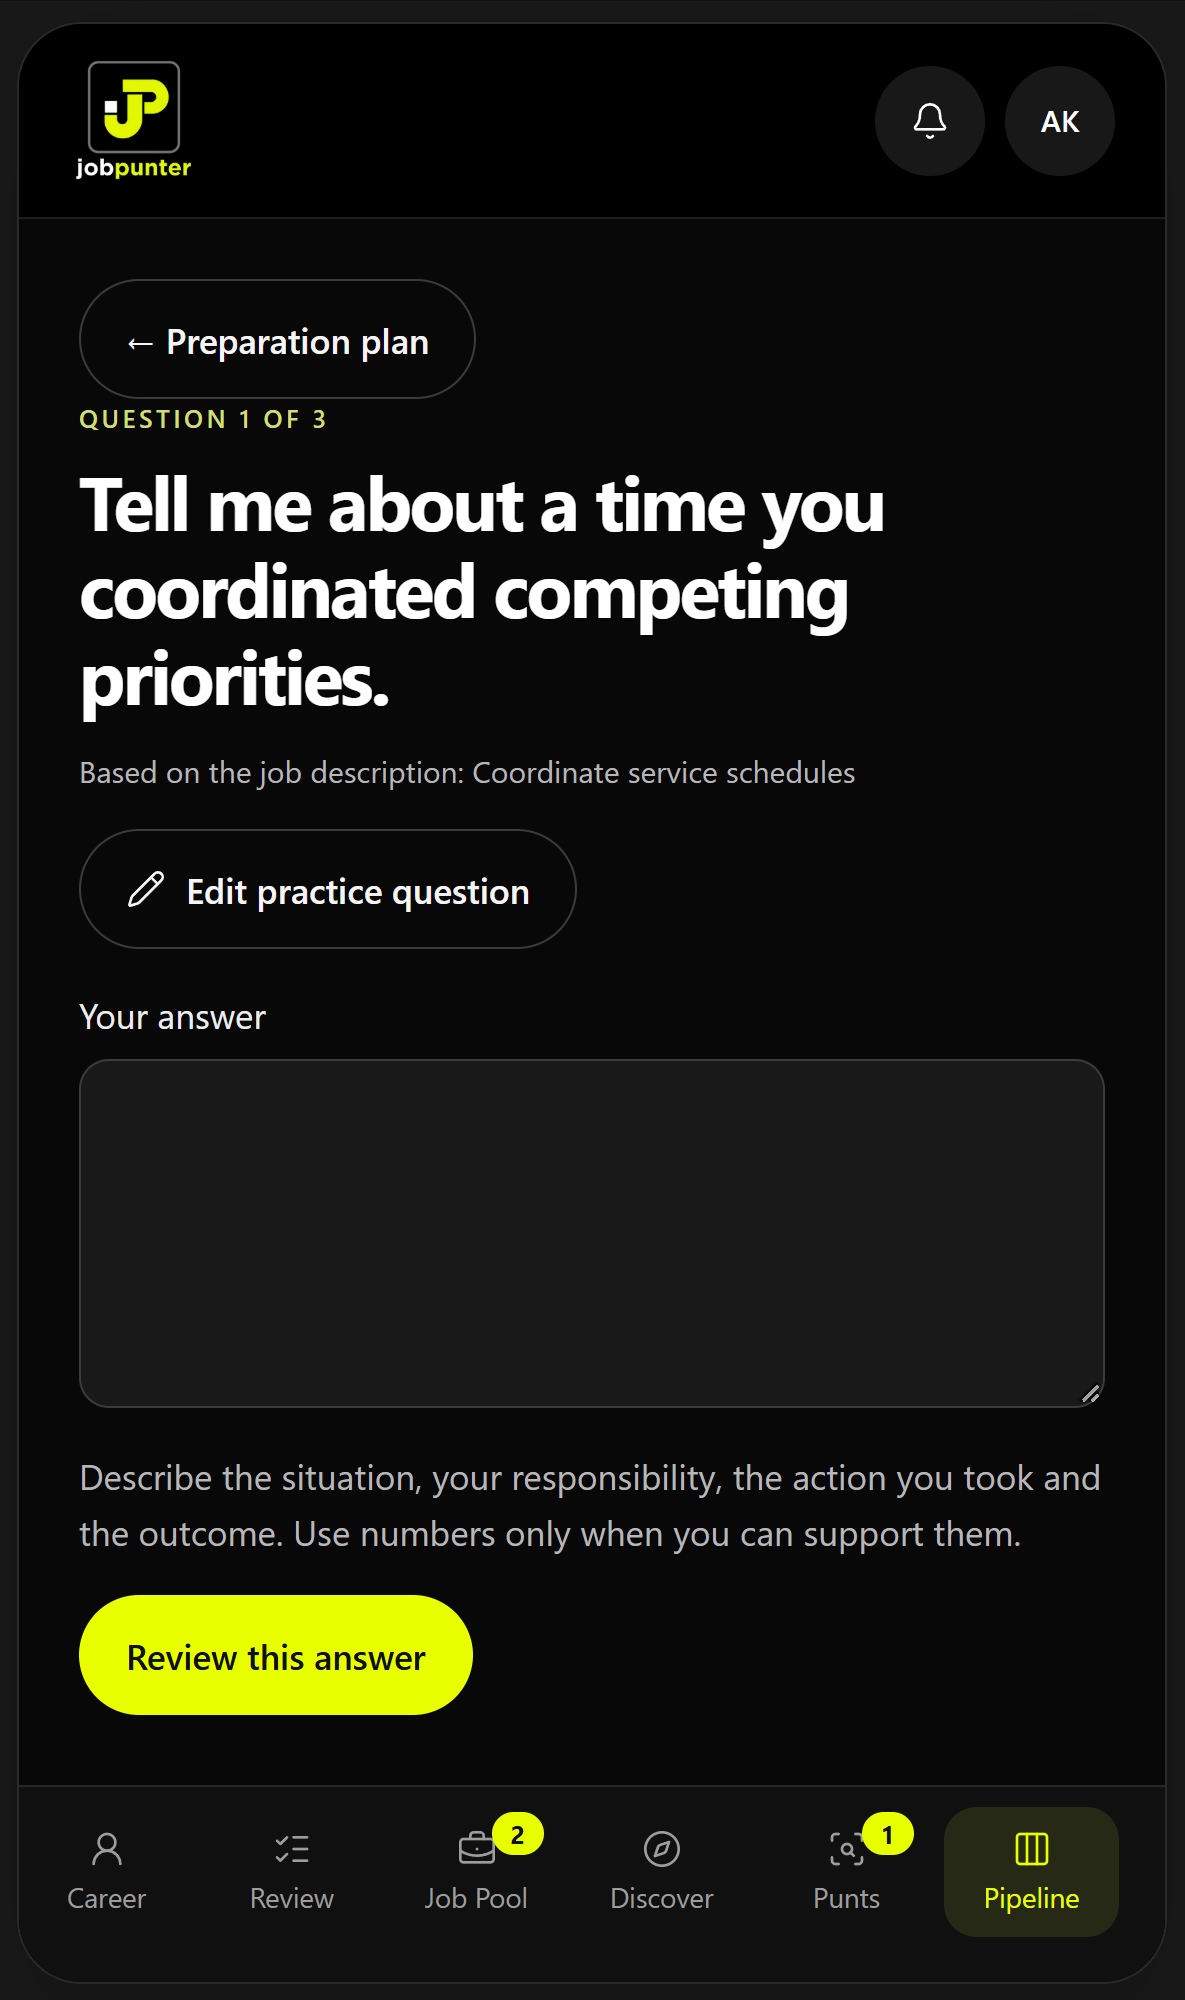 JP
jobpunter
AK
← Preparation plan
QUESTION 1 OF 3
Tell me about a time you
coordinated competing
priorities.
Based on the job description: Coordinate service schedules
Edit practice question
Your answer
Describe the situation, your responsibility, the action you took and
the outcome. Use numbers only when you can support them.
Review this answer
2
1
Career
Review
Job Pool
Discover
Punts
Pipeline